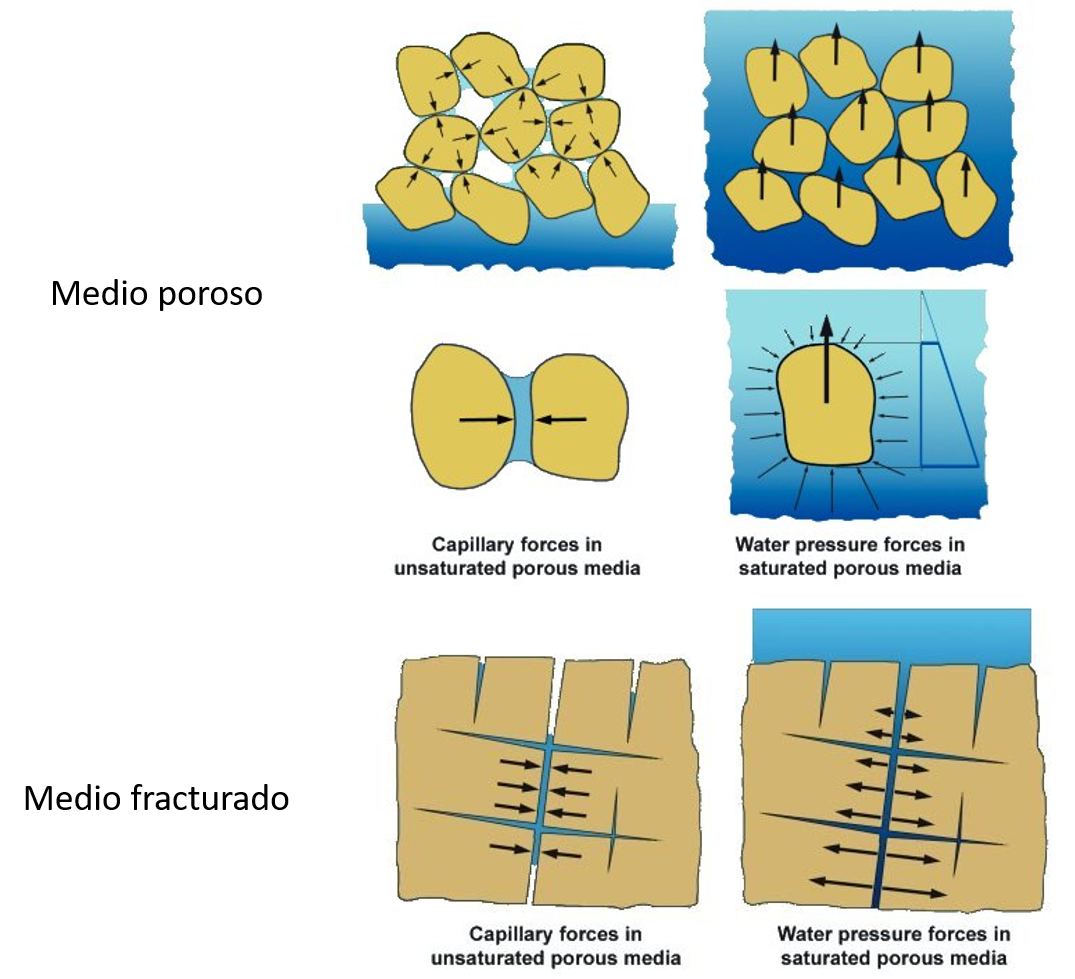 Medio poroso
Capillary forces in
unsaturated porous media
Water pressure forces in
saturated porous media
Medio fracturado
Capillary forces in
unsaturated porous media
Water pressure forces in
saturated porous media